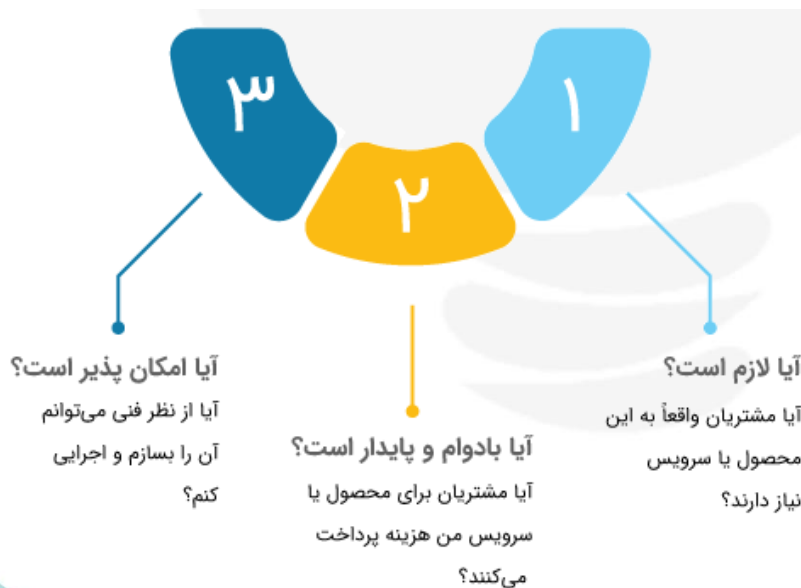 ۱
۲
۳
آیا لازم است؟
آیا مشتریان واقعاً به این
محصول یا سرویس
نیاز دارند؟
آیا بادوام و پایدار است؟
آیا مشتریان برای محصول یا
سرویس من هزینه پرداخت
می‌کنند؟
آیا امکان پذیر است؟
آیا از نظر فنی می‌توانم
آن را بسازم و اجرایی
کنم؟